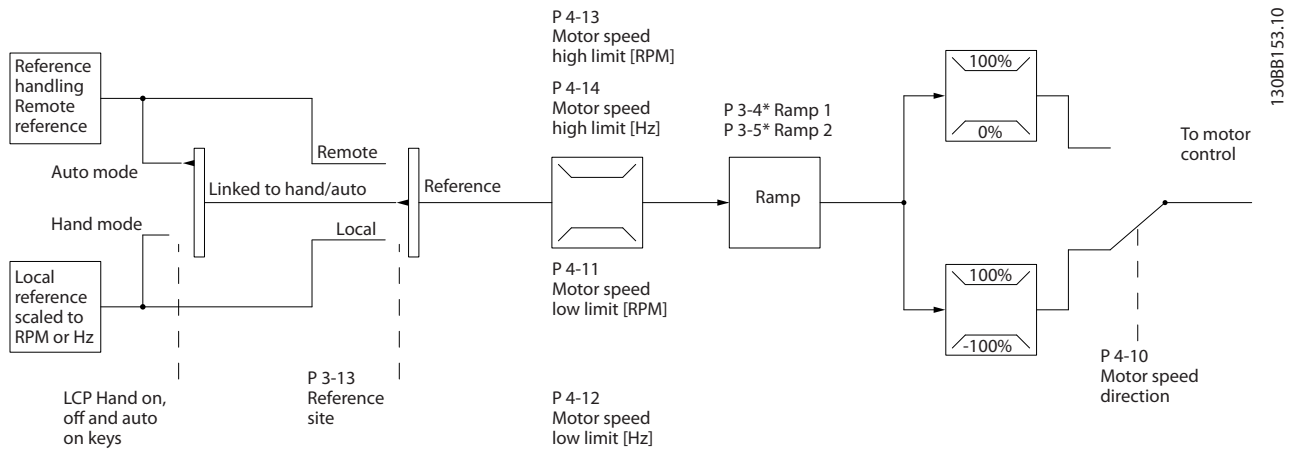 Reference
handling
Remote
reference
Auto mode
Hand mode
Local
reference
scaled to
RPM or Hz
LCP Hand on,
off and auto
on keys
Linked to hand/auto
Remote
Local
P 3-13
Reference
site
Reference
P 4-13
Motor speed
high limit [RPM]
P 4-14
Motor speed
high limit [Hz]
P 4-11
Motor speed
low limit [RPM]
P 4-12
Motor speed
low limit [Hz]
P 3-4* Ramp 1
P 3-5* Ramp 2
Ramp
100%
0%
100%
-100%
To motor
control
P 4-10
Motor speed
direction
130BB153.10